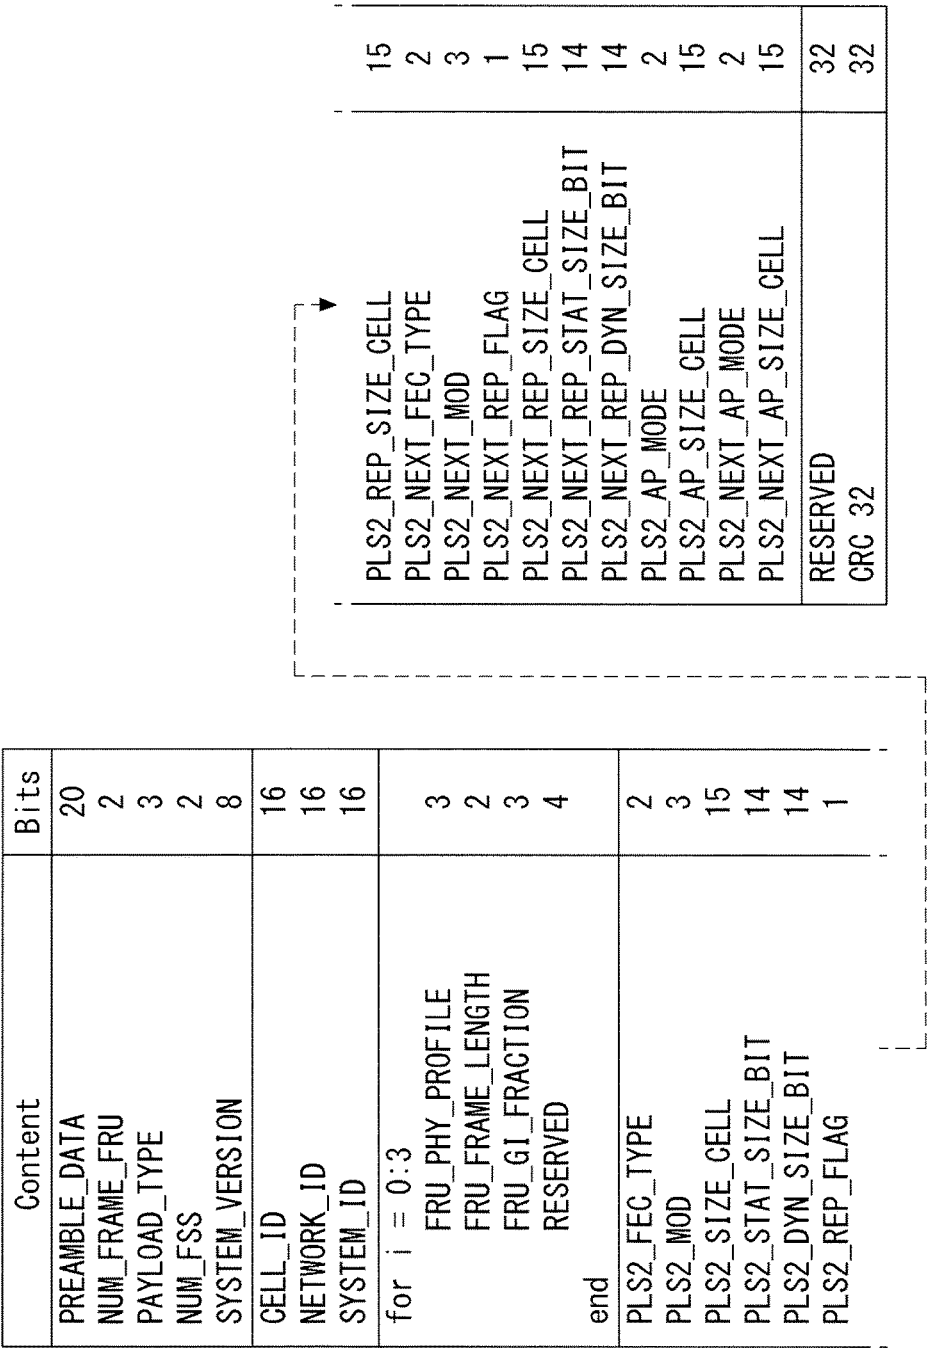 Content Bits
PREAMBLE_DATA 20
NUM_FRAME_FRU 2
PAYLOAD_TYPE 3
NUM_FSS 2
SYSTEM_VERSION 8
CELL_ID 16
NETWORK_ID 16
SYSTEM_ID 16
for i = 0:3
FRU_PHY_PROFILE 3
FRU_FRAME_LENGTH 2
FRU_GI_FRACTION 3
RESERVED 4
end
PLS2_FEC_TYPE 2
PLS2_MOD 3
PLS2_SIZE_CELL 15
PLS2_STAT_SIZE_BIT 14
PLS2_DYN_SIZE_BIT 14
PLS2_REP_FLAG 1
PLS2_REP_SIZE_CELL 15
PLS2_NEXT_FEC_TYPE 2
PLS2_NEXT_MOD 3
PLS2_NEXT_REP_FLAG 1
PLS2_NEXT_REP_SIZE_CELL 15
PLS2_NEXT_REP_STAT_SIZE_BIT 14
PLS2_NEXT_REP_DYN_SIZE_BIT 14
PLS2_AP_MODE 2
PLS2_AP_SIZE_CELL 15
PLS2_NEXT_AP_MODE 2
PLS2_NEXT_AP_SIZE_CELL 15
RESERVED 32
CRC 32 32